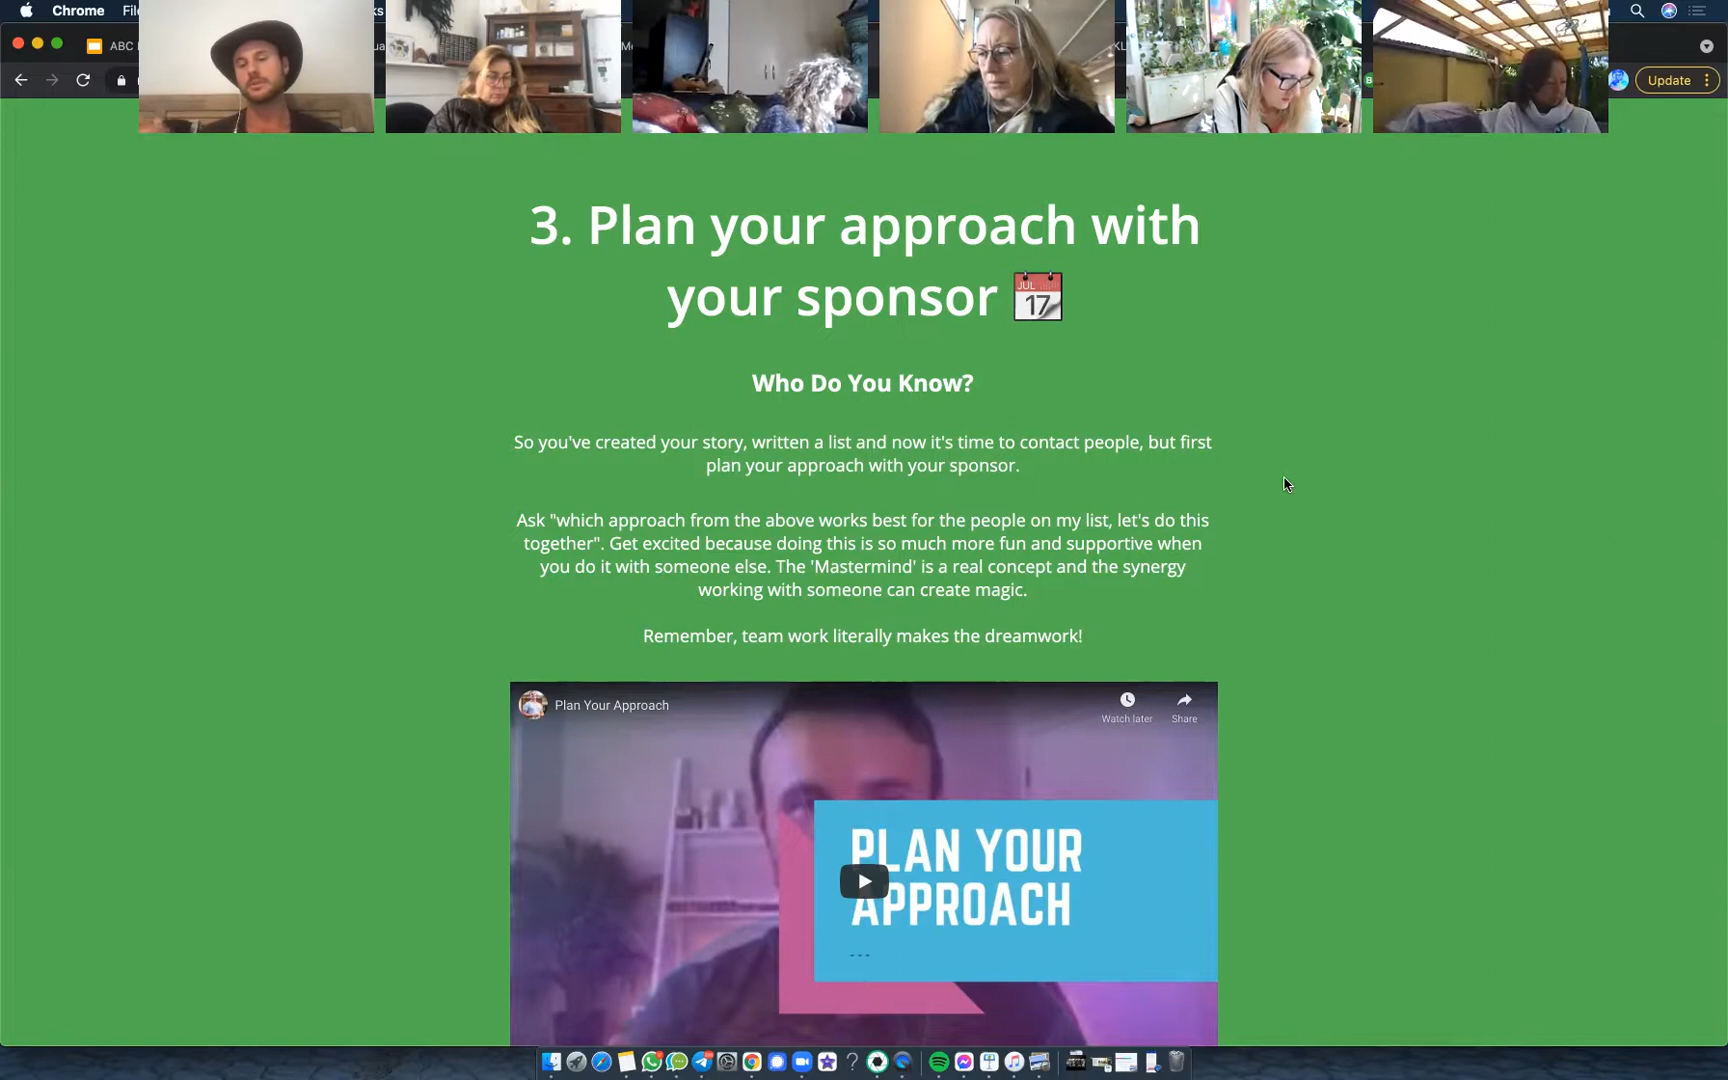 Chrome
Fil
ks
ABC
ua
Me
KL
Update
3. Plan your approach with
your sponsor
JUL
17
Who Do You Know?
So you've created your story, written a list and now it's time to contact people, but first
plan your approach with your sponsor.
Ask "which approach from the above works best for the people on my list, let's do this
together". Get excited because doing this is so much more fun and supportive when
you do it with someone else. The 'Mastermind' is a real concept and the synergy
working with someone can create magic.
Remember, team work literally makes the dreamwork!
Plan Your Approach
Watch later
Share
PLAN YOUR
APPROACH
---